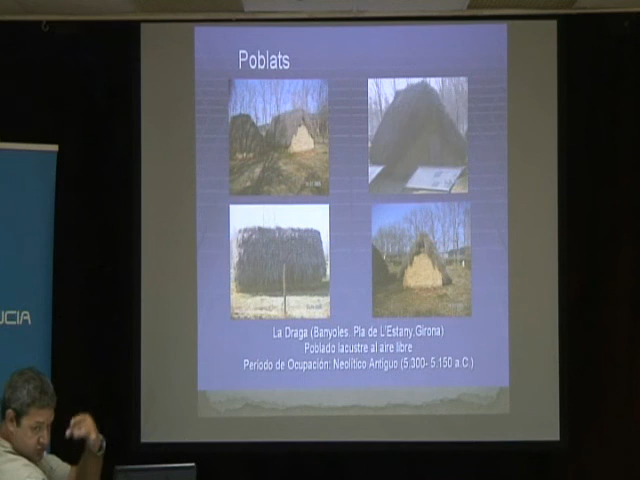 Poblats
UCIA
La Draga (Banyoles. Pla de L'Estany.Girona)
Poblado lacustre al aire libre
Periodo de Ocupación: Neolítico Antiguo (5.300- 5.150 a.C.)